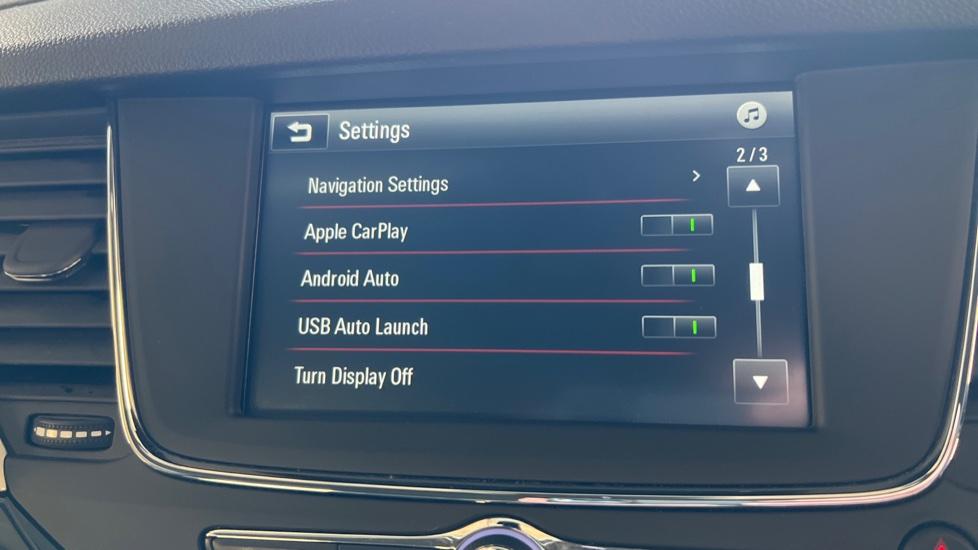 Settings
2/3
Navigation Settings
Apple CarPlay
Android Auto
USB Auto Launch
Turn Display Off